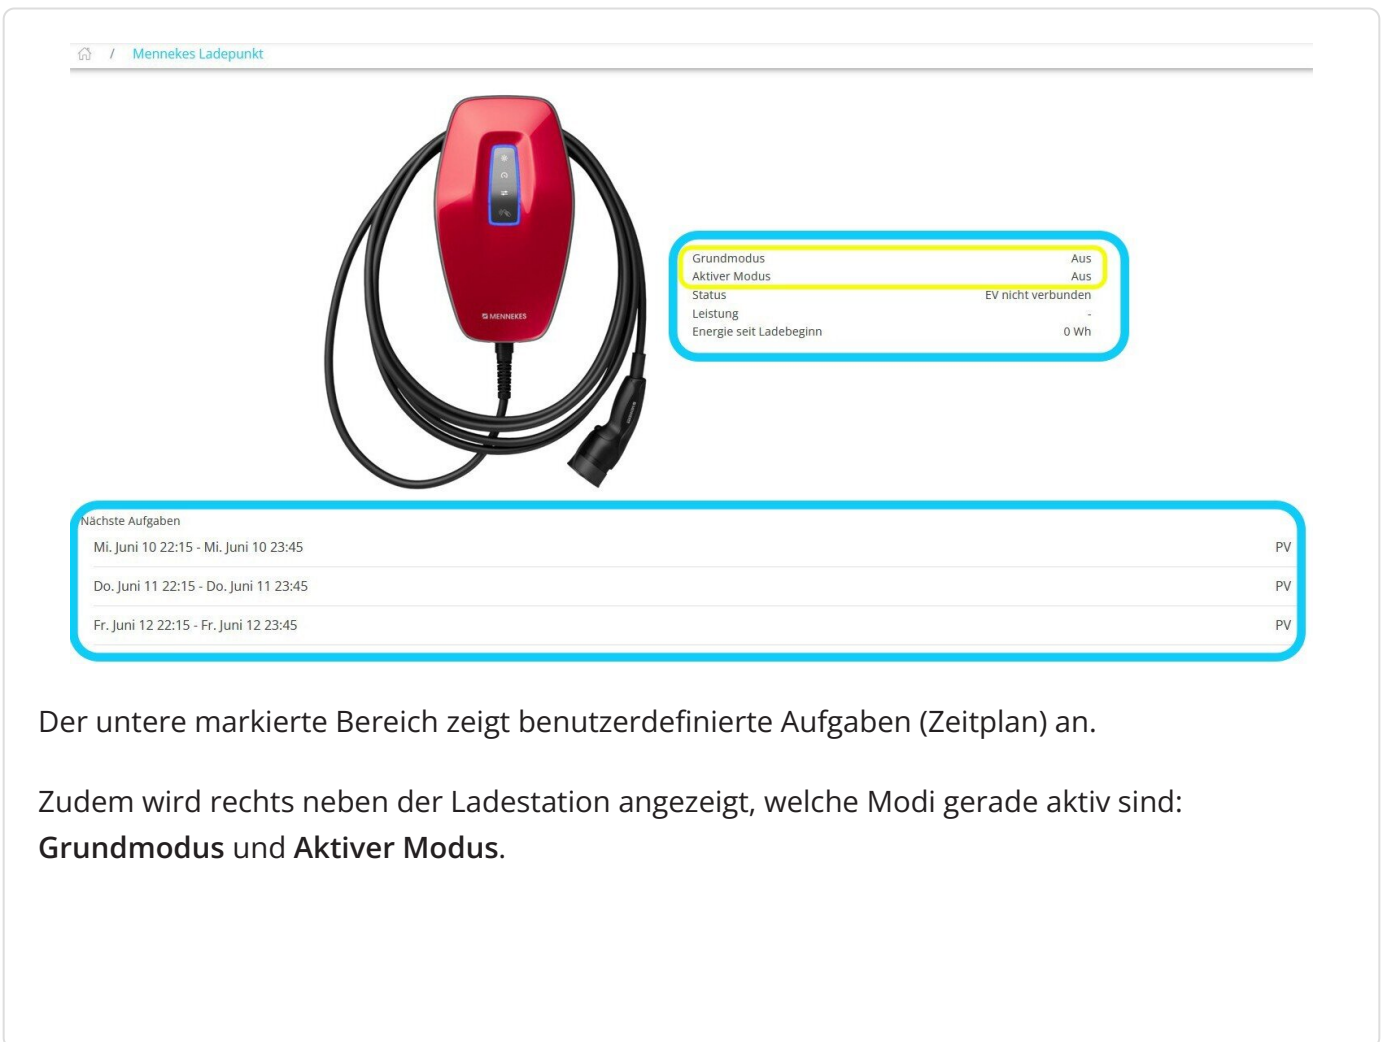 / Mennekes Ladepunkt
MENNEKES
Grundmodus Aus
Aktiver Modus Aus
Status EV nicht verbunden
Leistung -
Energie seit Ladebeginn 0 Wh
Nächste Aufgaben
Mi. Juni 10 22:15 - Mi. Juni 10 23:45 PV
Do. Juni 11 22:15 - Do. Juni 11 23:45 PV
Fr. Juni 12 22:15 - Fr. Juni 12 23:45 PV
Der untere markierte Bereich zeigt benutzerdefinierte Aufgaben (Zeitplan) an.
Zudem wird rechts neben der Ladestation angezeigt, welche Modi gerade aktiv sind:
Grundmodus und Aktiver Modus.